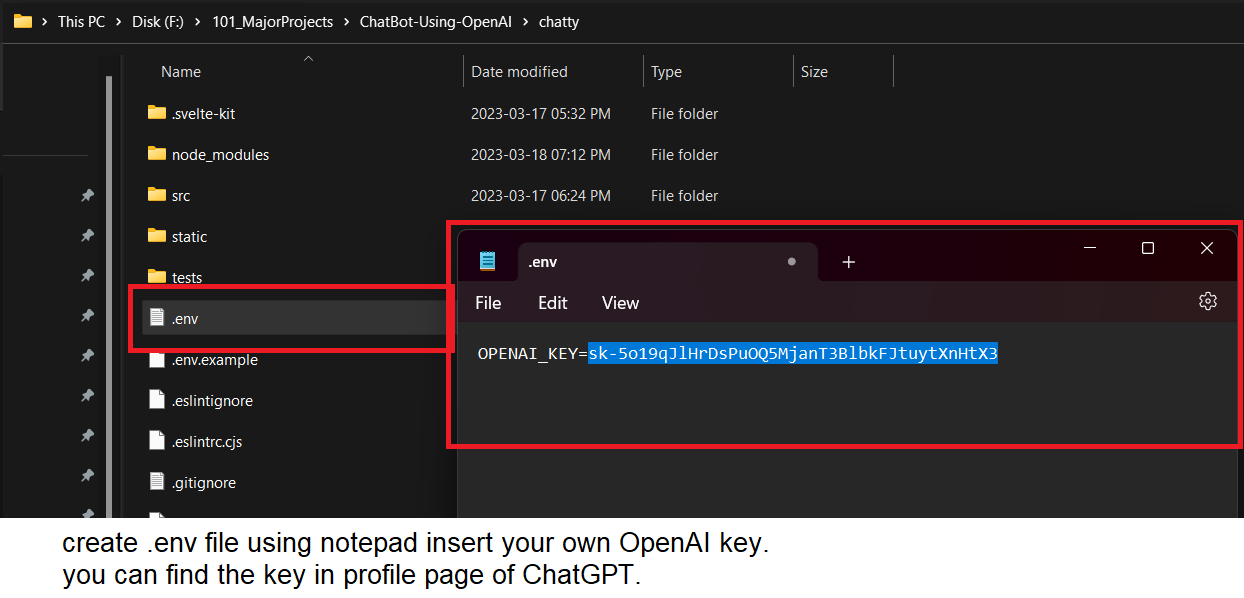 This PC > Disk (F:) > 101_MajorProjects > ChatBot-Using-OpenAI > chatty
Name Date modified Type Size
.svelte-kit 2023-03-17 05:32 PM File folder
node_modules 2023-03-18 07:12 PM File folder
src 2023-03-17 06:24 PM File folder
static
tests
.env
.env.example
.eslintignore
.eslintrc.cjs
.gitignore
.env
File Edit View
OPENAI_KEY=sk-5o19qJlHrDsPuOQ5MjanT3BlbkFJtuytXnHtX3
create .env file using notepad insert your own OpenAI key.
you can find the key in profile page of ChatGPT.